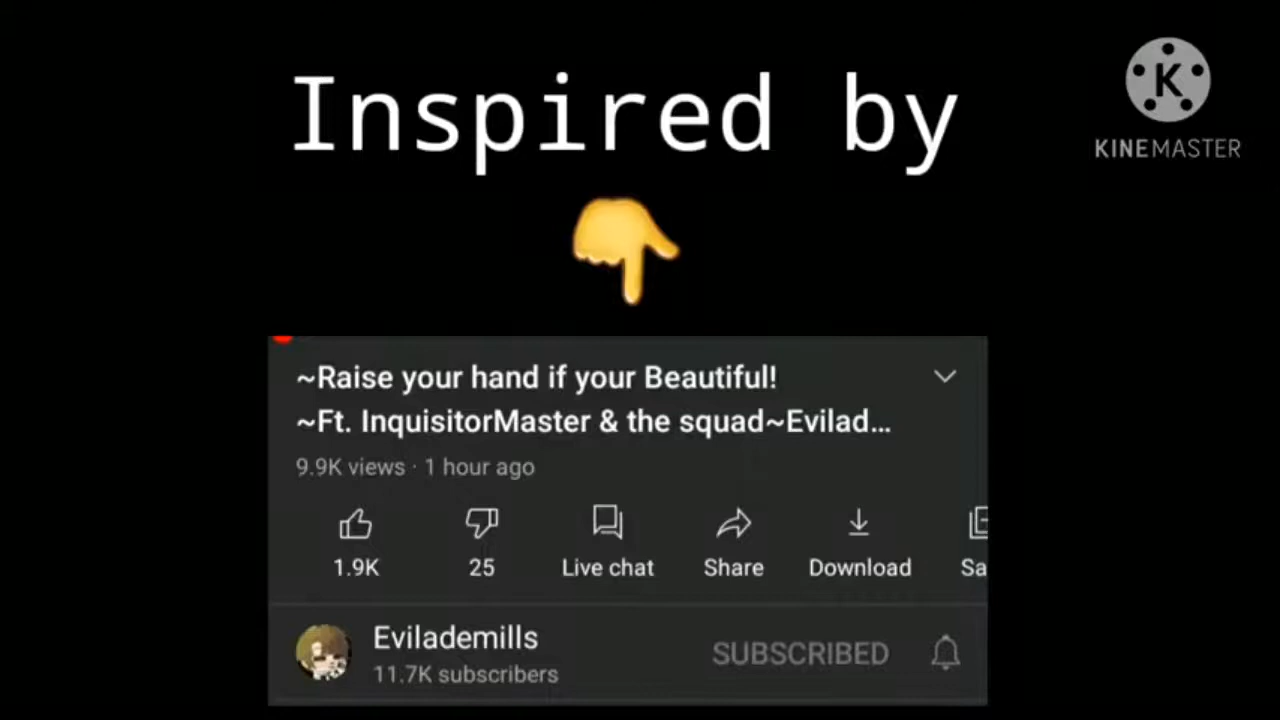 Inspired by
K
KINEMASTER
~Raise your hand if your Beautiful!
~Ft. InquisitorMaster & the squad~Evilad...
9.9K views · 1 hour ago
1.9K
25
Live chat
Share
Download
Sa
Evilademills
SUBSCRIBED
11.7K subscribers